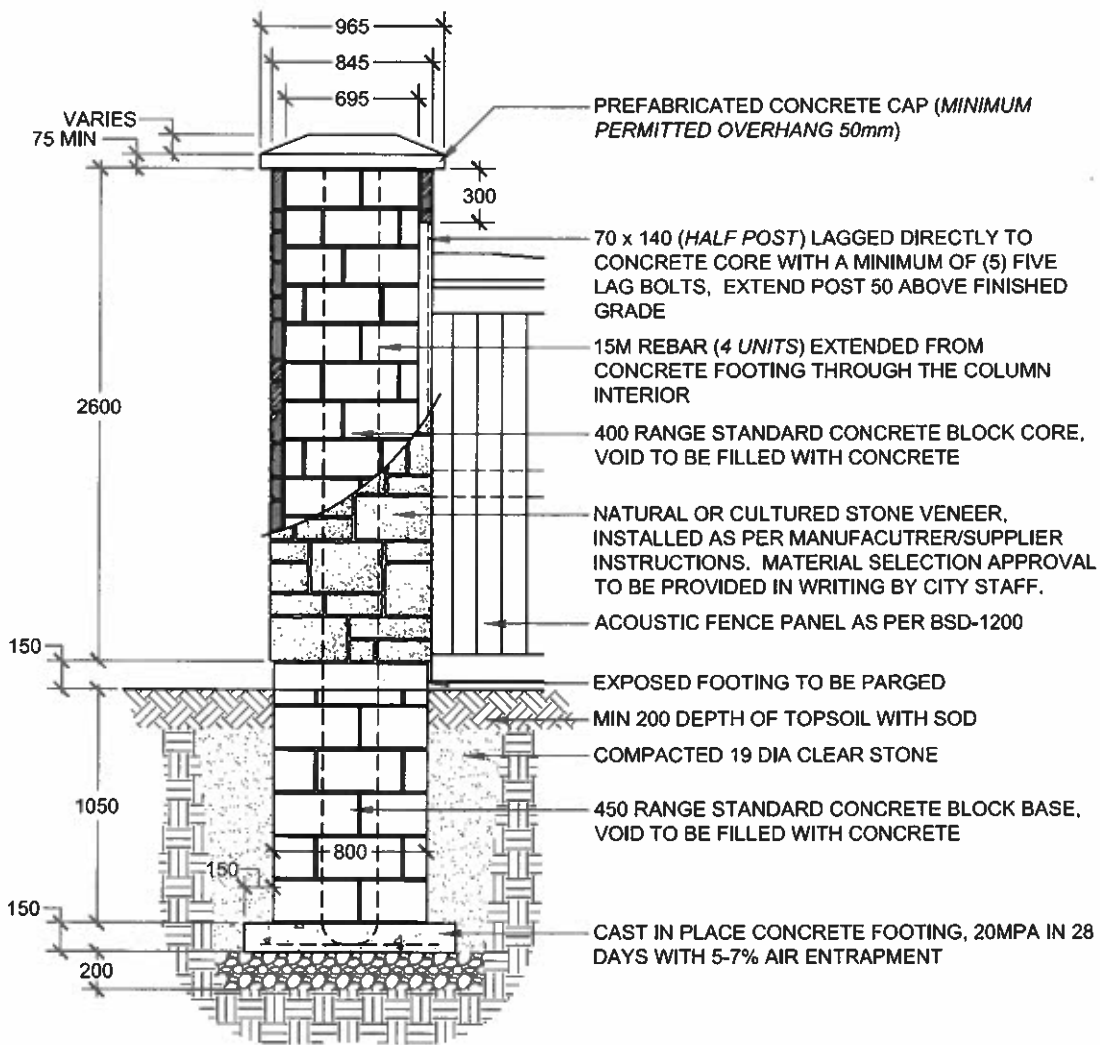 965
845
695
VARIES
75 MIN
PREFABRICATED CONCRETE CAP (MINIMUM
PERMITTED OVERHANG 50mm)
300
70 x 140 (HALF POST) LAGGED DIRECTLY TO
CONCRETE CORE WITH A MINIMUM OF (5) FIVE
LAG BOLTS, EXTEND POST 50 ABOVE FINISHED
GRADE
15M REBAR (4 UNITS) EXTENDED FROM
CONCRETE FOOTING THROUGH THE COLUMN
INTERIOR
2600
400 RANGE STANDARD CONCRETE BLOCK CORE,
VOID TO BE FILLED WITH CONCRETE
NATURAL OR CULTURED STONE VENEER,
INSTALLED AS PER MANUFACUTRER/SUPPLIER
INSTRUCTIONS. MATERIAL SELECTION APPROVAL
TO BE PROVIDED IN WRITING BY CITY STAFF.
ACOUSTIC FENCE PANEL AS PER BSD-1200
150
EXPOSED FOOTING TO BE PARGED
MIN 200 DEPTH OF TOPSOIL WITH SOD
COMPACTED 19 DIA CLEAR STONE
1050
450 RANGE STANDARD CONCRETE BLOCK BASE,
VOID TO BE FILLED WITH CONCRETE
800
150
150
CAST IN PLACE CONCRETE FOOTING, 20MPA IN 28
DAYS WITH 5-7% AIR ENTRAPMENT
200